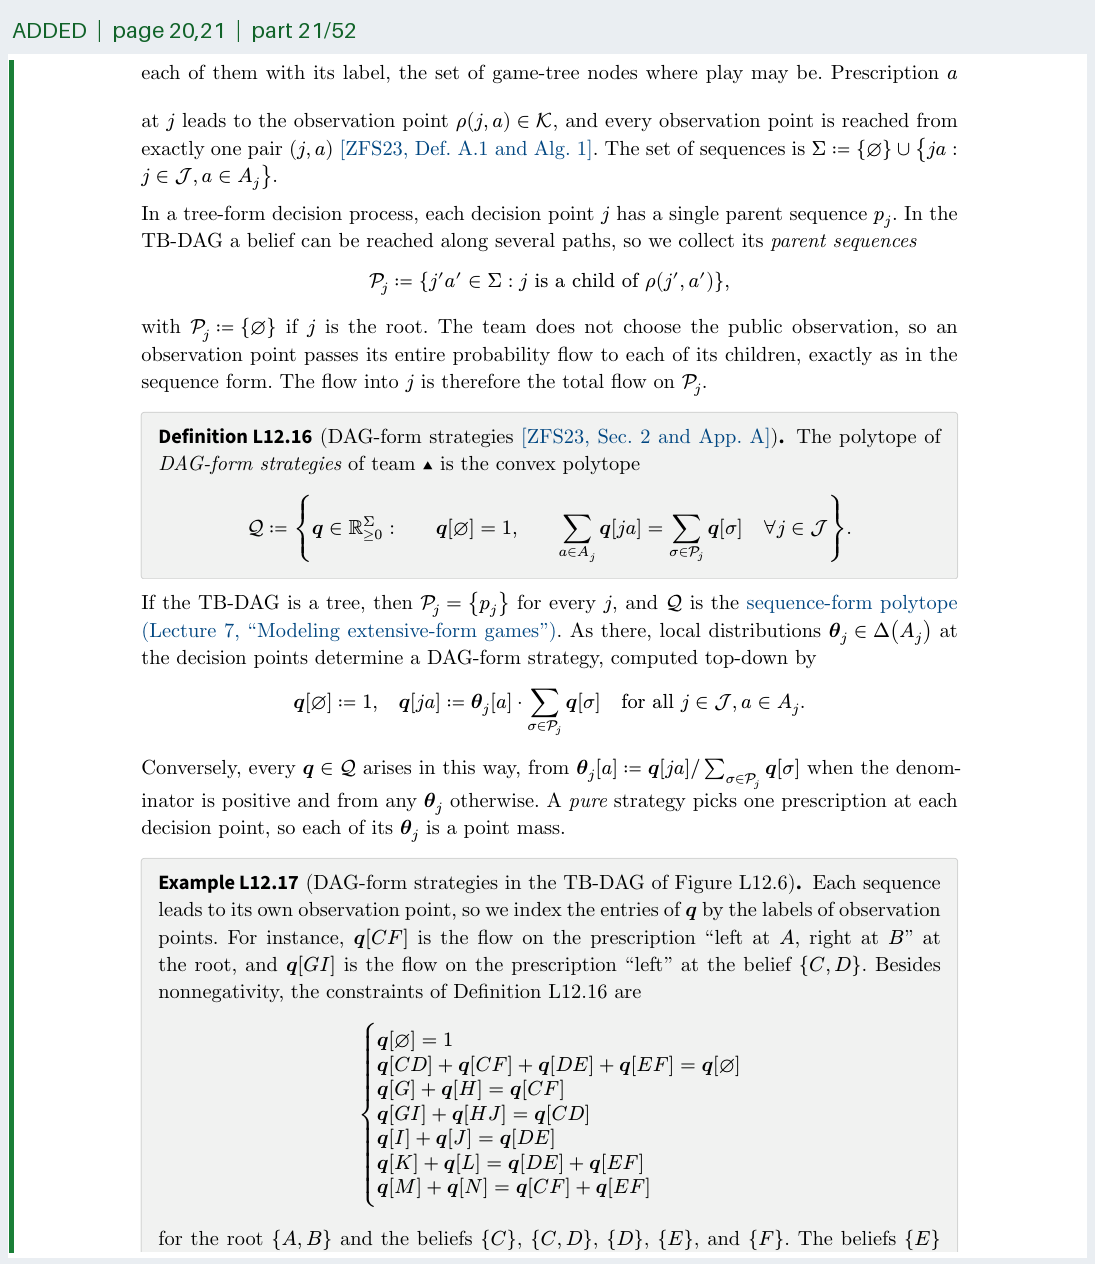 ADDED | page 20,21 | part 21/52
each of them with its label, the set of game-tree nodes where play may be. Prescription a
at j leads to the observation point ρ(j, a) ∈ 𝒦, and every observation point is reached from
exactly one pair (j, a) [ZFS23, Def. A.1 and Alg. 1]. The set of sequences is Σ := {∅} ∪ {ja :
j ∈ 𝒥, a ∈ A_j}.
In a tree-form decision process, each decision point j has a single parent sequence p_j. In the
TB-DAG a belief can be reached along several paths, so we collect its parent sequences
𝒫_j := {j′a′ ∈ Σ : j is a child of ρ(j′, a′)},
with 𝒫_j := {∅} if j is the root. The team does not choose the public observation, so an
observation point passes its entire probability flow to each of its children, exactly as in the
sequence form. The flow into j is therefore the total flow on 𝒫_j.
Definition L12.16 (DAG-form strategies [ZFS23, Sec. 2 and App. A]). The polytope of
DAG-form strategies of team ▲ is the convex polytope
𝒬 := { q ∈ ℝ^Σ_≥0 : q[∅] = 1, ∑_{a∈A_j} q[ja] = ∑_{σ∈𝒫_j} q[σ] ∀j ∈ 𝒥 }.
If the TB-DAG is a tree, then 𝒫_j = {p_j} for every j, and 𝒬 is the sequence-form polytope
(Lecture 7, “Modeling extensive-form games”). As there, local distributions θ_j ∈ Δ(A_j) at
the decision points determine a DAG-form strategy, computed top-down by
q[∅] := 1, q[ja] := θ_j[a] · ∑_{σ∈𝒫_j} q[σ] for all j ∈ 𝒥, a ∈ A_j.
Conversely, every q ∈ 𝒬 arises in this way, from θ_j[a] := q[ja]/∑_{σ∈𝒫_j} q[σ] when the denom-
inator is positive and from any θ_j otherwise. A pure strategy picks one prescription at each
decision point, so each of its θ_j is a point mass.
Example L12.17 (DAG-form strategies in the TB-DAG of Figure L12.6). Each sequence
leads to its own observation point, so we index the entries of q by the labels of observation
points. For instance, q[CF] is the flow on the prescription “left at A, right at B” at
the root, and q[GI] is the flow on the prescription “left” at the belief {C, D}. Besides
nonnegativity, the constraints of Definition L12.16 are
q[∅] = 1
q[CD] + q[CF] + q[DE] + q[EF] = q[∅]
q[G] + q[H] = q[CF]
q[GI] + q[HJ] = q[CD]
q[I] + q[J] = q[DE]
q[K] + q[L] = q[DE] + q[EF]
q[M] + q[N] = q[CF] + q[EF]
for the root {A, B} and the beliefs {C}, {C, D}, {D}, {E}, and {F}. The beliefs {E}